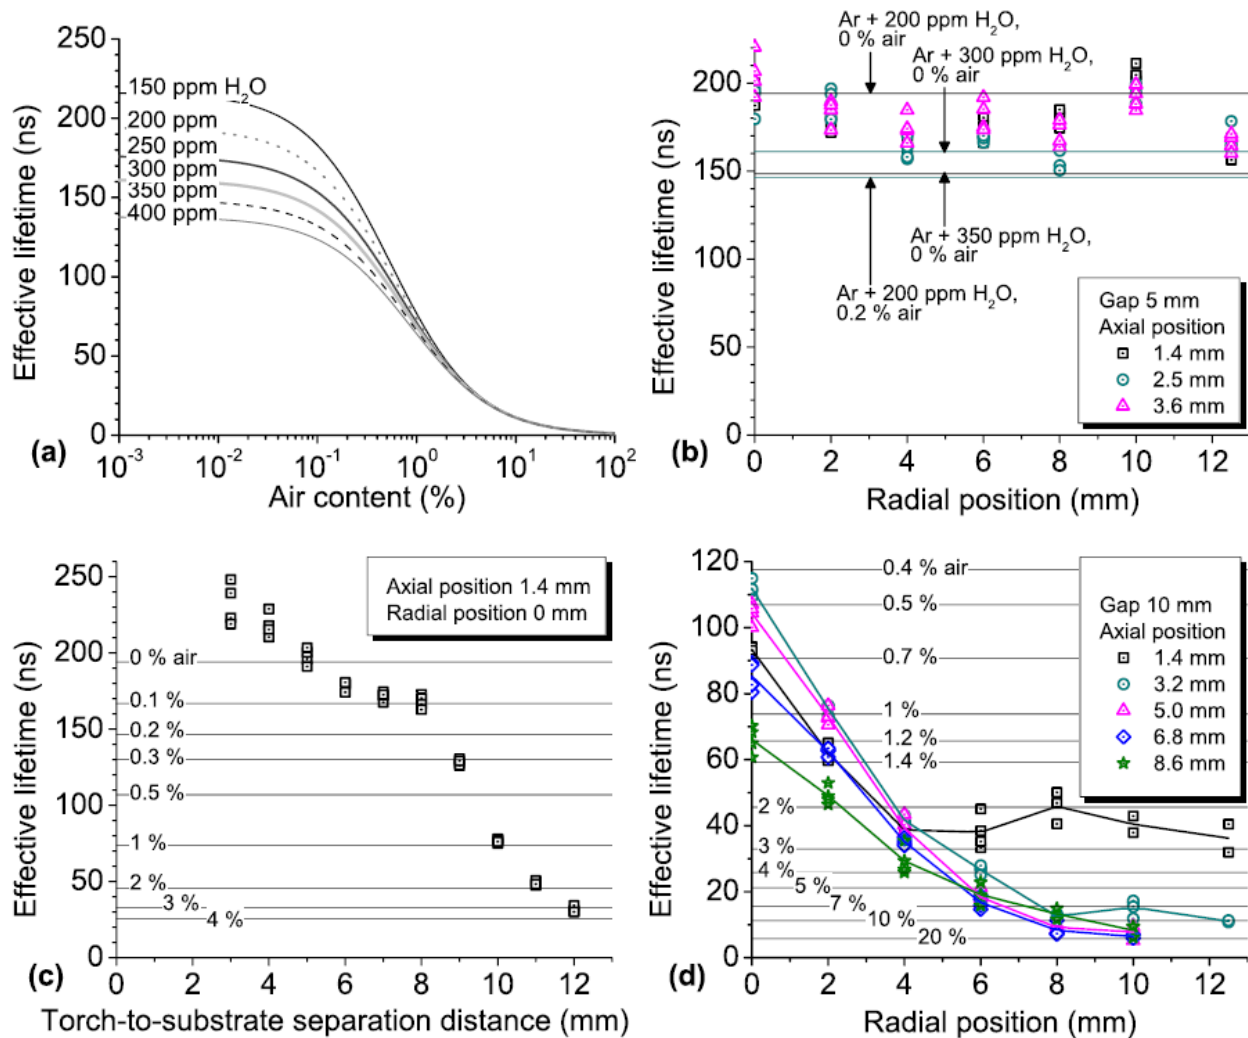 250
200
150
100
50
0
Effective lifetime (ns)
150 ppm H₂O
200 ppm
250 ppm
300 ppm
350 ppm
400 ppm
(a)
10⁻³ 10⁻² 10⁻¹ 10⁰ 10¹ 10²
Air content (%)
Ar + 200 ppm H₂O,
0 % air
Ar + 300 ppm H₂O,
0 % air
200
150
100
50
0
Effective lifetime (ns)
Ar + 350 ppm H₂O,
0 % air
Ar + 200 ppm H₂O,
0.2 % air
Gap 5 mm
Axial position
1.4 mm
2.5 mm
3.6 mm
(b)
0 2 4 6 8 10 12
Radial position (mm)
250
200
150
100
50
0
Effective lifetime (ns)
Axial position 1.4 mm
Radial position 0 mm
0 % air
0.1 %
0.2 %
0.3 %
0.5 %
1 %
2 %
3 %
4 %
(c)
0 2 4 6 8 10 12
Torch-to-substrate separation distance (mm)
120
100
80
60
40
20
0
Effective lifetime (ns)
0.4 % air
0.5 %
0.7 %
1 %
1.2 %
1.4 %
2 %
3 %
4 %
5 %
7 %
10 %
20 %
Gap 10 mm
Axial position
1.4 mm
3.2 mm
5.0 mm
6.8 mm
8.6 mm
(d)
0 2 4 6 8 10 12
Radial position (mm)